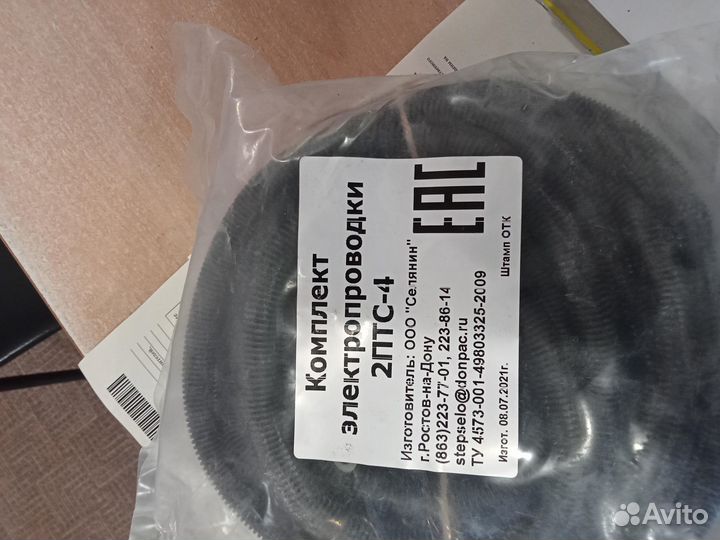 Комплект
электропроводки
2ПТС-4
Изготовитель: ООО "Селянин"
г.Ростов-на-Дону
(863)223-77-01, 223-86-14
stepselo@donpac.ru
ТУ 4573-001-49803325-2009
Изгот. 08.07.2021г.
Штамп ОТК
ЕАС
Avito